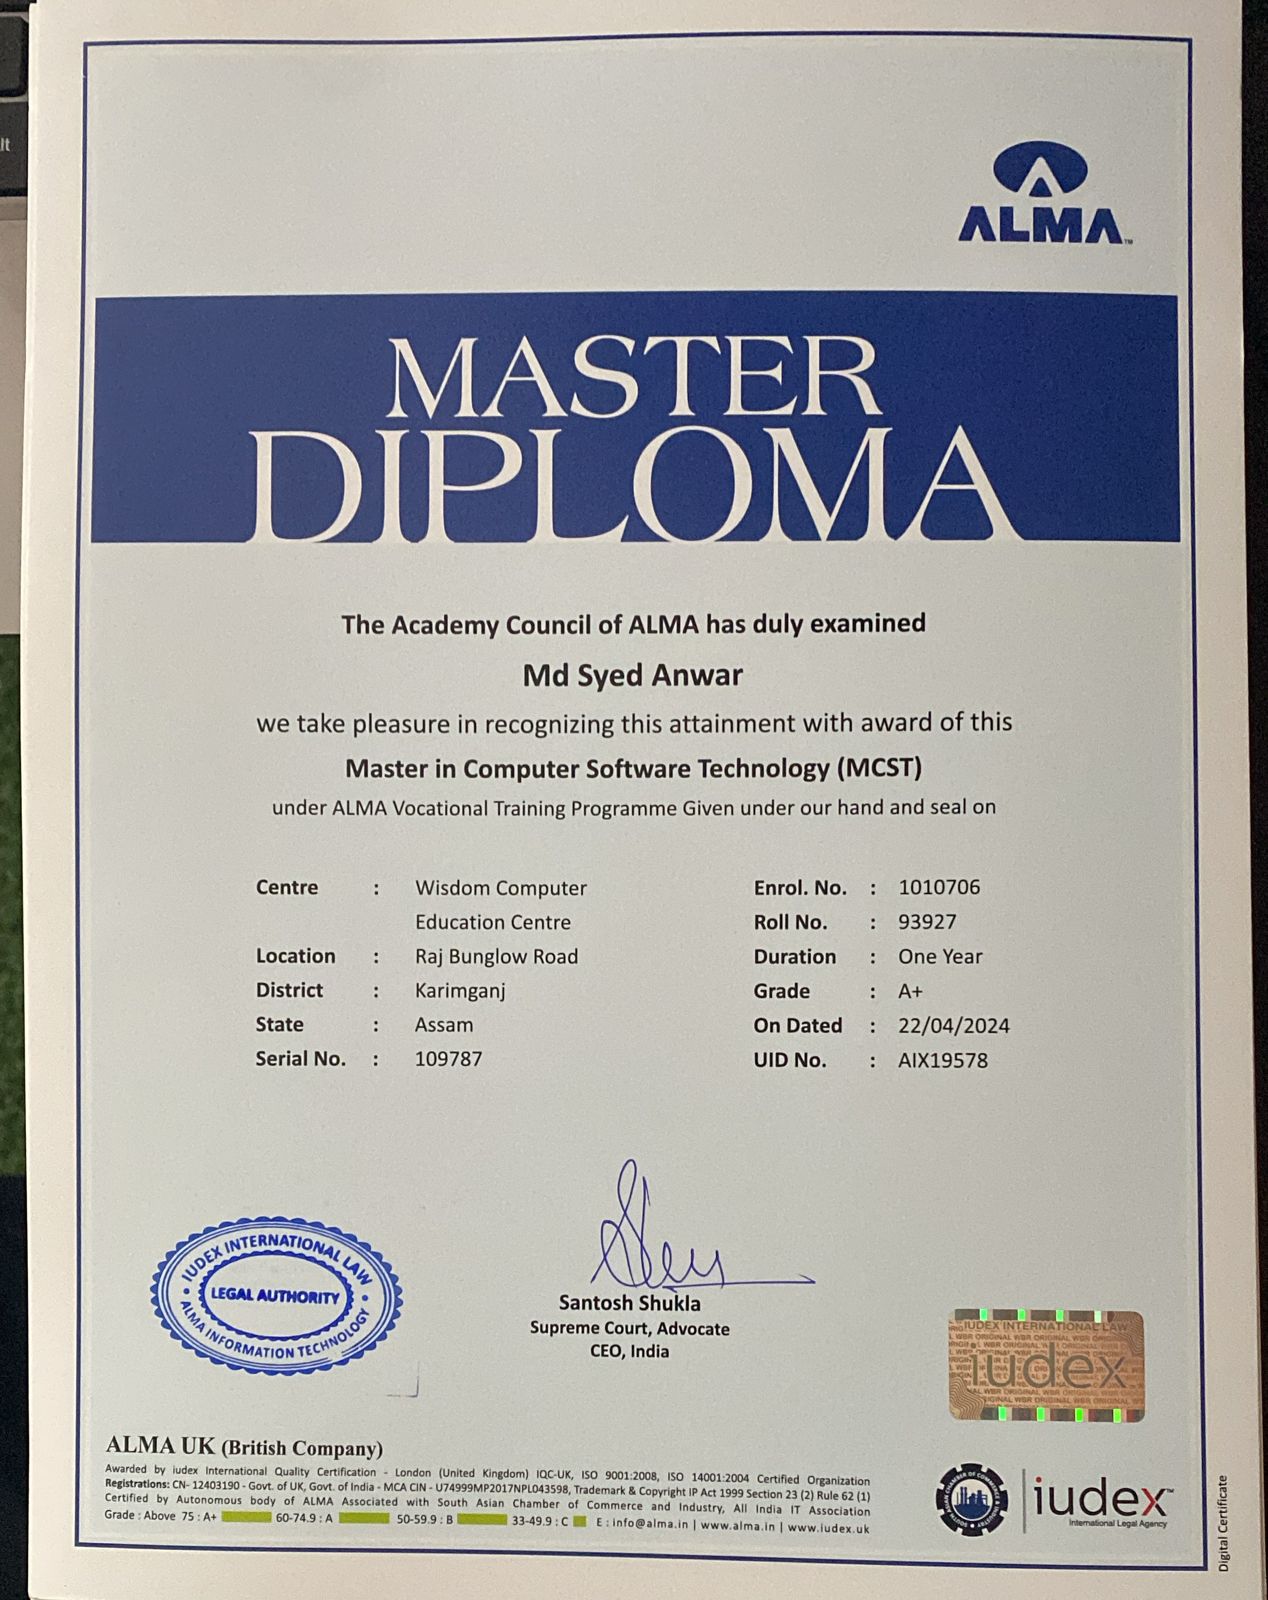 lt
ALMA™
MASTER
DIPLOMA
The Academy Council of ALMA has duly examined
Md Syed Anwar
we take pleasure in recognizing this attainment with award of this
Master in Computer Software Technology (MCST)
under ALMA Vocational Training Programme Given under our hand and seal on
Centre : Wisdom Computer
Education Centre
Location : Raj Bunglow Road
District : Karimganj
State : Assam
Serial No. : 109787
Enrol. No. : 1010706
Roll No. : 93927
Duration : One Year
Grade : A+
On Dated : 22/04/2024
UID No. : AIX19578
IUDEX INTERNATIONAL LAW
LEGAL AUTHORITY
ALMA INFORMATION TECHNOLOGY
Santosh Shukla
Supreme Court, Advocate
CEO, India
IUDEX INTERNATIONAL LAW
iudex
ALMA UK (British Company)
Awarded by iudex International Quality Certification - London (United Kingdom) IQC-UK, ISO 9001:2008, ISO 14001:2004 Certified Organization
Registrations: CN- 12403190 - Govt. of UK, Govt. of India - MCA CIN - U74999MP2017NPL043598, Trademark & Copyright IP Act 1999 Section 23 (2) Rule 62 (1)
Certified by Autonomous body of ALMA Associated with South Asian Chamber of Commerce and Industry, All India IT Association
Grade : Above 75 : A+ 60-74.9 : A 50-59.9 : B 33-49.9 : C E : info@alma.in | www.alma.in | www.iudex.uk
iudex™
International Legal Agency
Digital Certificate